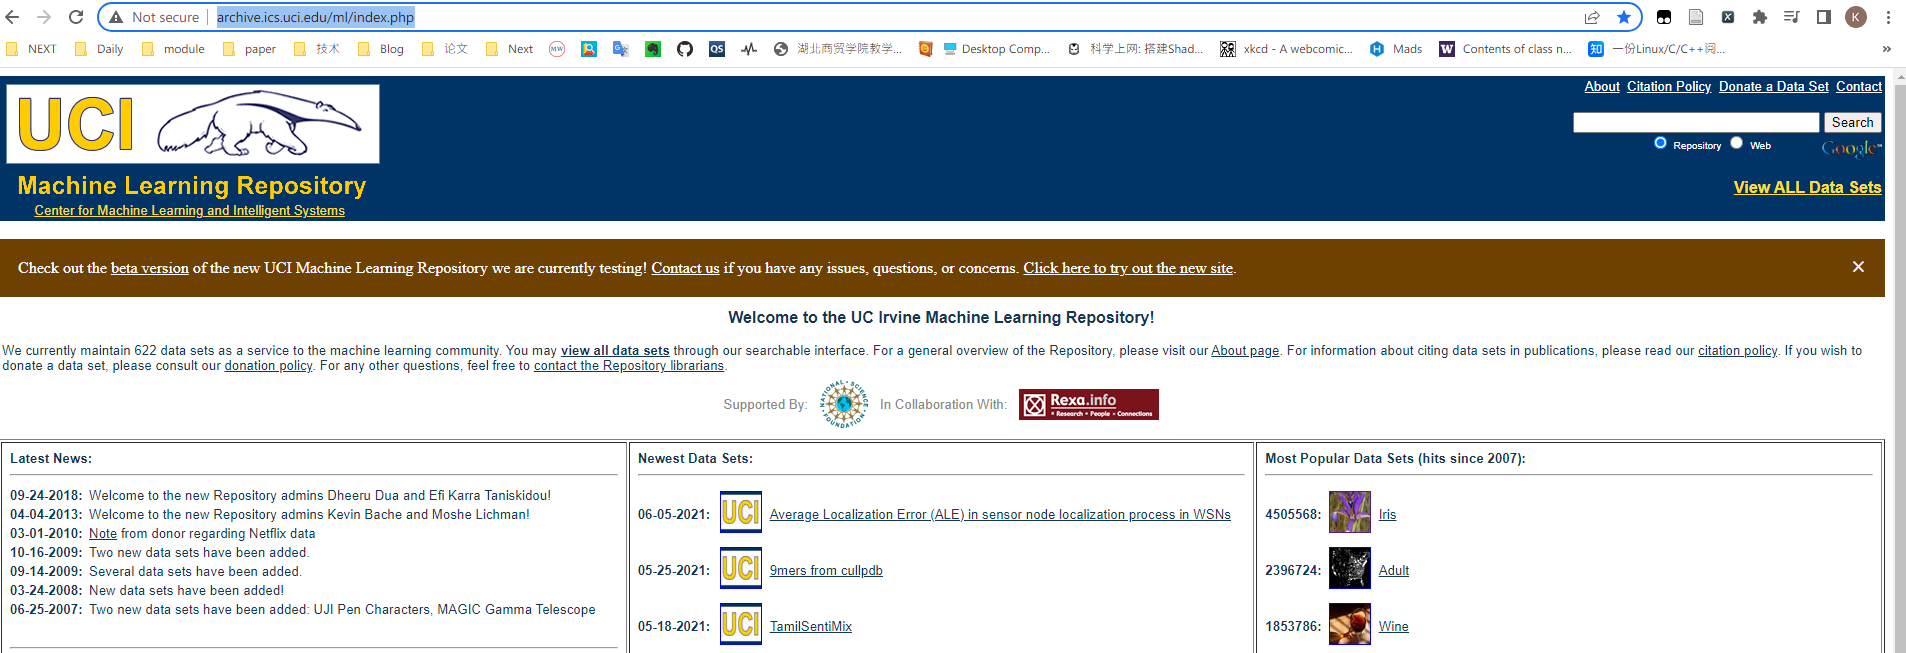 Not secure | archive.ics.uci.edu/ml/index.php
K
NEXT Daily module paper 技术 Blog 论文 Next MW QS 湖北商贸学院教学... Desktop Comp... 科学上网: 搭建Shad... xkcd - A webcomic... H Mads W Contents of class n... 知 一份Linux/C/C++阅... »
About Citation Policy Donate a Data Set Contact
UCI
Search
Repository Web Google™
Machine Learning Repository
View ALL Data Sets
Center for Machine Learning and Intelligent Systems
Check out the beta version of the new UCI Machine Learning Repository we are currently testing! Contact us if you have any issues, questions, or concerns. Click here to try out the new site.
Welcome to the UC Irvine Machine Learning Repository!
We currently maintain 622 data sets as a service to the machine learning community. You may view all data sets through our searchable interface. For a general overview of the Repository, please visit our About page. For information about citing data sets in publications, please read our citation policy. If you wish to
donate a data set, please consult our donation policy. For any other questions, feel free to contact the Repository librarians.
Supported By: NATIONAL SCIENCE FOUNDATION In Collaboration With: Rexa.info
• Research • People • Connections
Latest News:
09-24-2018: Welcome to the new Repository admins Dheeru Dua and Efi Karra Taniskidou!
04-04-2013: Welcome to the new Repository admins Kevin Bache and Moshe Lichman!
03-01-2010: Note from donor regarding Netflix data
10-16-2009: Two new data sets have been added.
09-14-2009: Several data sets have been added.
03-24-2008: New data sets have been added!
06-25-2007: Two new data sets have been added: UJI Pen Characters, MAGIC Gamma Telescope
Newest Data Sets:
06-05-2021: UCI Average Localization Error (ALE) in sensor node localization process in WSNs
05-25-2021: UCI 9mers from cullpdb
05-18-2021: UCI TamilSentiMix
Most Popular Data Sets (hits since 2007):
4505568: Iris
2396724: Adult
1853786: Wine